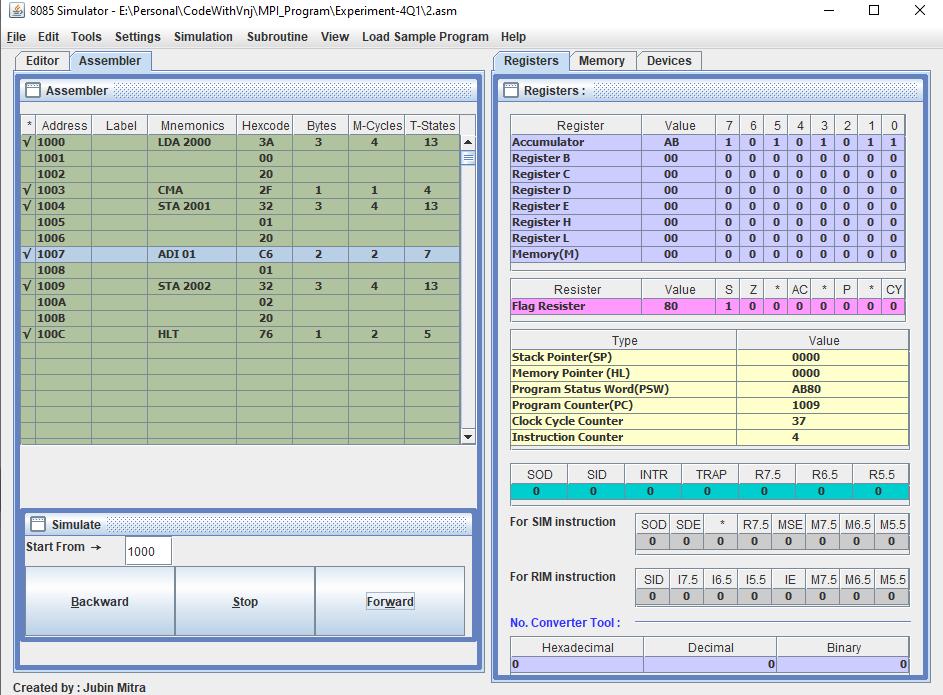 8085 Simulator - E:\Personal\CodeWithVnj\MPI_Program\Experiment-4Q1\2.asm
File Edit Tools Settings Simulation Subroutine View Load Sample Program Help
Editor Assembler
Assembler
* Address Label Mnemonics Hexcode Bytes M-Cycles T-States
√ 1000 LDA 2000 3A 3 4 13
1001 00
1002 20
√ 1003 CMA 2F 1 1 4
√ 1004 STA 2001 32 3 4 13
1005 01
1006 20
√ 1007 ADI 01 C6 2 2 7
1008 01
√ 1009 STA 2002 32 3 4 13
100A 02
100B 20
√ 100C HLT 76 1 2 5
Simulate
Start From → 1000
Backward Stop Forward
Created by : Jubin Mitra
Registers Memory Devices
Registers :
Register Value 7 6 5 4 3 2 1 0
Accumulator AB 1 0 1 0 1 0 1 1
Register B 00 0 0 0 0 0 0 0 0
Register C 00 0 0 0 0 0 0 0 0
Register D 00 0 0 0 0 0 0 0 0
Register E 00 0 0 0 0 0 0 0 0
Register H 00 0 0 0 0 0 0 0 0
Register L 00 0 0 0 0 0 0 0 0
Memory(M) 00 0 0 0 0 0 0 0 0
Resister Value S Z * AC * P * CY
Flag Resister 80 1 0 0 0 0 0 0 0
Type Value
Stack Pointer(SP) 0000
Memory Pointer (HL) 0000
Program Status Word(PSW) AB80
Program Counter(PC) 1009
Clock Cycle Counter 37
Instruction Counter 4
SOD SID INTR TRAP R7.5 R6.5 R5.5
0 0 0 0 0 0 0
For SIM instruction
SOD SDE * R7.5 MSE M7.5 M6.5 M5.5
0 0 0 0 0 0 0 0
For RIM instruction
SID I7.5 I6.5 I5.5 IE M7.5 M6.5 M5.5
0 0 0 0 0 0 0 0
No. Converter Tool :
Hexadecimal Decimal Binary
0 0 0